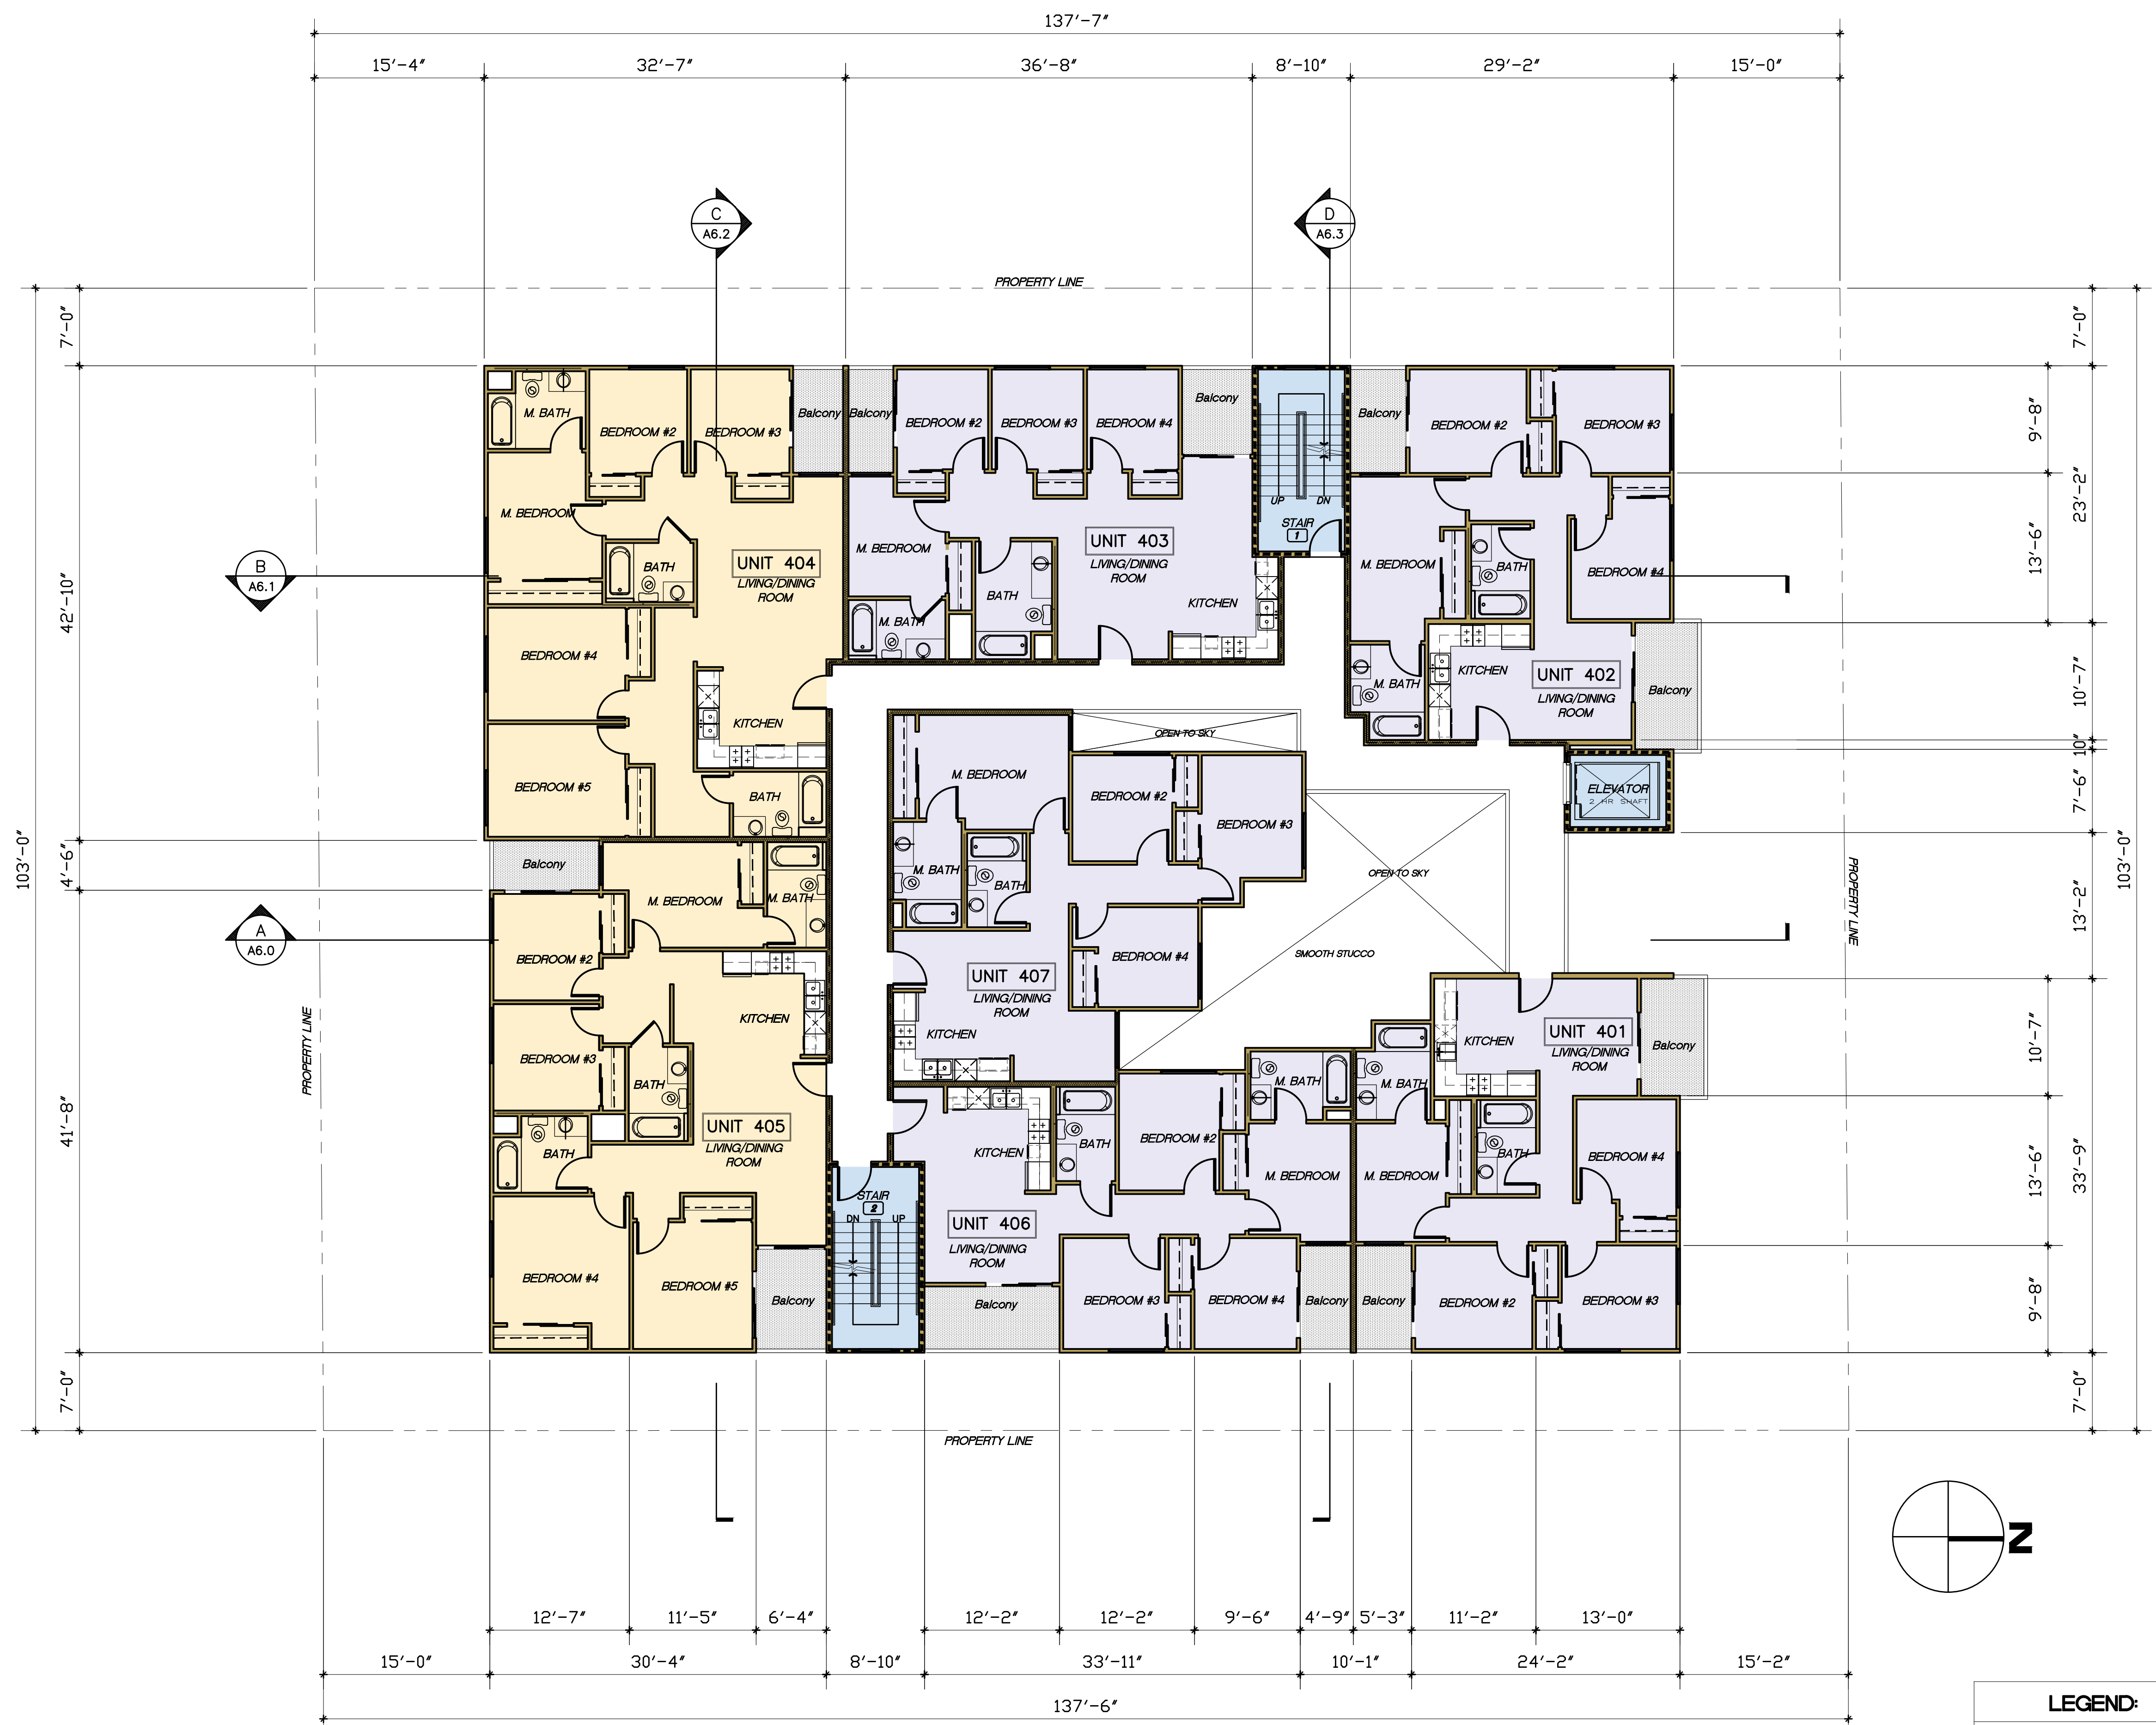 137'-7"
15'-4"
32'-7"
36'-8"
8'-10"
29'-2"
15'-0"
C
A6.2
D
A6.3
PROPERTY LINE
7'-0"
7'-0"
M. BATH
BEDROOM #2
BEDROOM #3
Balcony
Balcony
BEDROOM #2
BEDROOM #3
BEDROOM #4
Balcony
Balcony
BEDROOM #2
BEDROOM #3
9'-8"
UP
DN
STAIR
1
M. BEDROOM
23'-2"
13'-6"
UNIT 404
LIVING/DINING
ROOM
UNIT 403
LIVING/DINING
ROOM
M. BEDROOM
M. BEDROOM
BATH
BEDROOM #4
B
A6.1
BATH
BATH
KITCHEN
M. BATH
42'-10"
BEDROOM #4
KITCHEN
UNIT 402
LIVING/DINING
ROOM
M. BATH
Balcony
10'-7"
KITCHEN
OPEN TO SKY
10"
BEDROOM #5
BATH
M. BEDROOM
BEDROOM #2
BEDROOM #3
ELEVATOR
2 HR SHAFT
7'-6"
103'-0"
4'-6"
Balcony
M. BEDROOM
M. BATH
M. BATH
BATH
OPEN TO SKY
PROPERTY LINE
103'-0"
13'-2"
A
A6.0
BEDROOM #2
BEDROOM #4
SMOOTH STUCCO
UNIT 407
LIVING/DINING
ROOM
KITCHEN
KITCHEN
PROPERTY LINE
BEDROOM #3
BATH
KITCHEN
UNIT 401
LIVING/DINING
ROOM
Balcony
10'-7"
M. BATH
M. BATH
41'-8"
UNIT 405
LIVING/DINING
ROOM
BATH
KITCHEN
BATH
BEDROOM #2
M. BEDROOM
M. BEDROOM
BATH
BEDROOM #4
13'-6"
33'-9"
STAIR
2
DN
UP
UNIT 406
LIVING/DINING
ROOM
BEDROOM #4
BEDROOM #5
Balcony
Balcony
BEDROOM #3
BEDROOM #4
Balcony
Balcony
BEDROOM #2
BEDROOM #3
9'-8"
7'-0"
7'-0"
PROPERTY LINE
N
12'-7"
11'-5"
6'-4"
12'-2"
12'-2"
9'-6"
4'-9"
5'-3"
11'-2"
13'-0"
15'-0"
30'-4"
8'-10"
33'-11"
10'-1"
24'-2"
15'-2"
137'-6"
LEGEND: